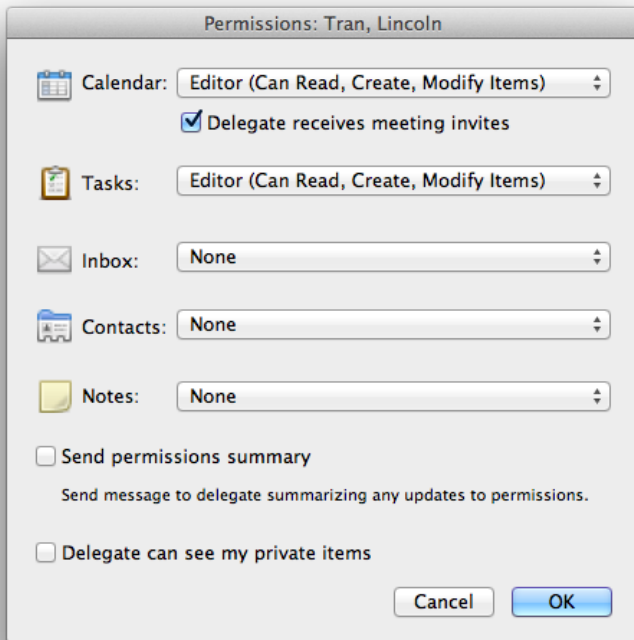 Permissions: Tran, Lincoln
Calendar: Editor (Can Read, Create, Modify Items)
Delegate receives meeting invites
Tasks: Editor (Can Read, Create, Modify Items)
Inbox: None
Contacts: None
Notes: None
Send permissions summary
Send message to delegate summarizing any updates to permissions.
Delegate can see my private items
Cancel OK